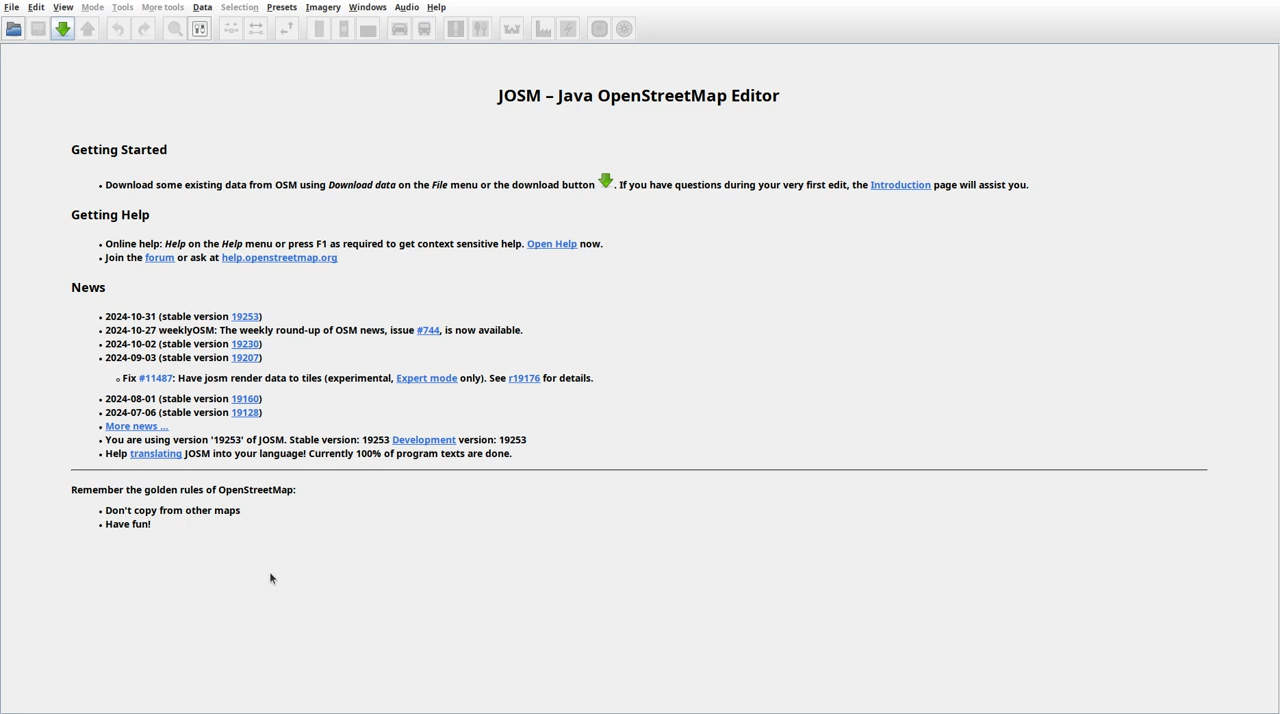 File Edit View Mode Tools More tools Data Selection Presets Imagery Windows Audio Help
JOSM – Java OpenStreetMap Editor
Getting Started
• Download some existing data from OSM using Download data on the File menu or the download button . If you have questions during your very first edit, the Introduction page will assist you.
Getting Help
• Online help: Help on the Help menu or press F1 as required to get context sensitive help. Open Help now.
• Join the forum or ask at help.openstreetmap.org
News
• 2024-10-31 (stable version 19253)
• 2024-10-27 weeklyOSM: The weekly round-up of OSM news, issue #744, is now available.
• 2024-10-02 (stable version 19230)
• 2024-09-03 (stable version 19207)
◦ Fix #11487: Have josm render data to tiles (experimental, Expert mode only). See r19176 for details.
• 2024-08-01 (stable version 19160)
• 2024-07-06 (stable version 19128)
• More news ...
• You are using version '19253' of JOSM. Stable version: 19253 Development version: 19253
• Help translating JOSM into your language! Currently 100% of program texts are done.
Remember the golden rules of OpenStreetMap:
• Don't copy from other maps
• Have fun!